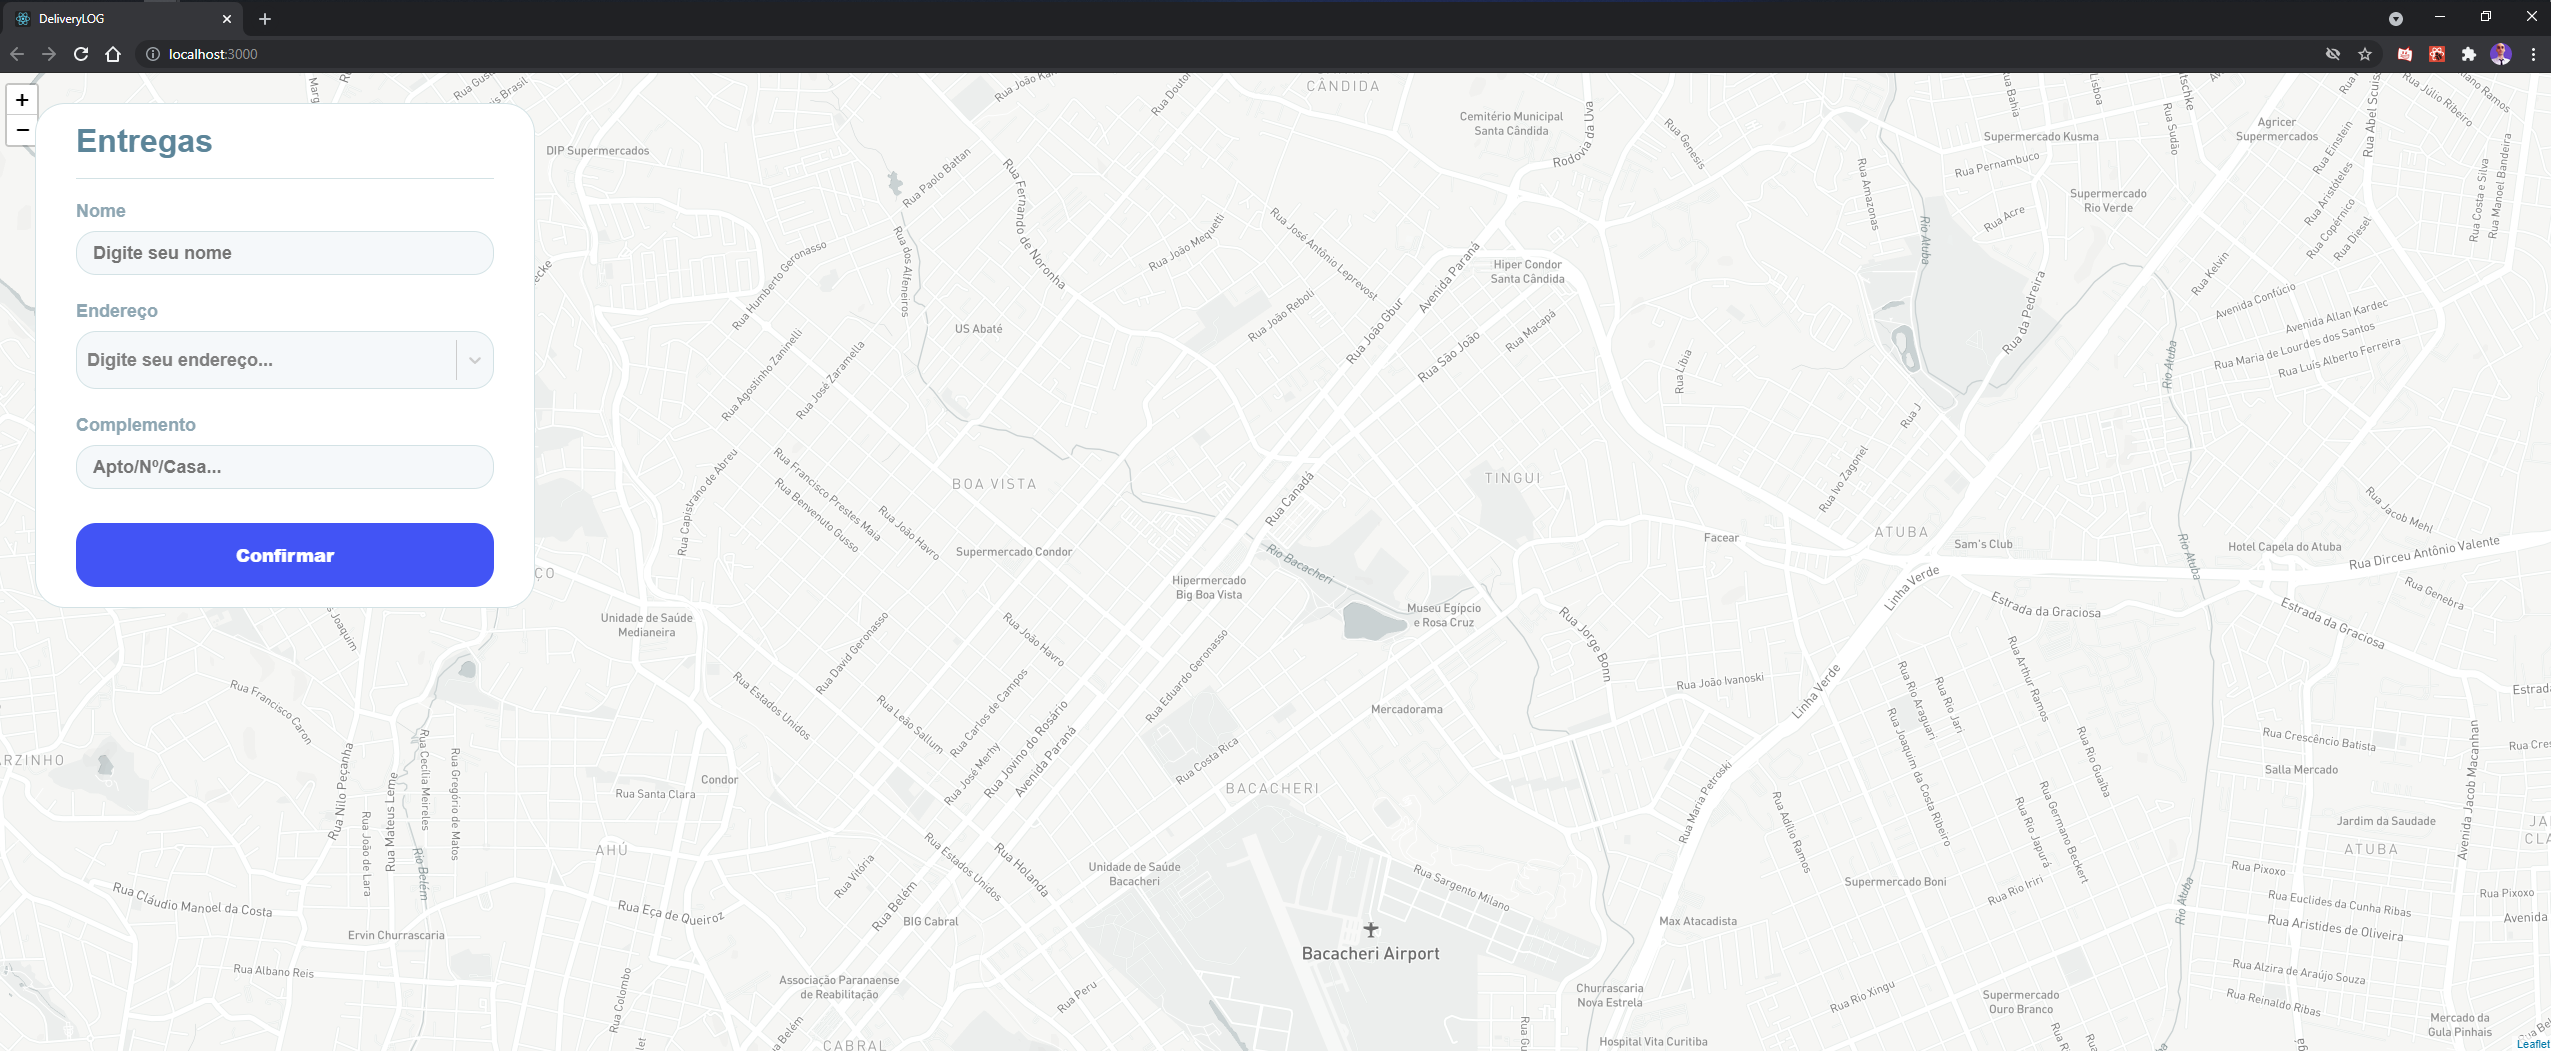 DeliveryLOG
localhost:3000
+
−
Entregas
Nome
Digite seu nome
Endereço
Digite seu endereço...
Complemento
Apto/Nº/Casa...
Confirmar
CÂNDIDA
Cemitério Municipal
Santa Cândida
Rodovia da Uva
Rua Genesis
DIP Supermercados
Rua Paolo Battan
Rua Fernando de Noronha
Rua dos Alfeneiros
Rua Humberto Geronasso
Rua João Mequetti
Rua José Antônio Leprevost
Rua João Reboli
US Abaté
Avenida Paraná
Rua João Gbur
Hiper Condor
Santa Cândida
Rua São João
Rua Macapá
Rua Líbia
Rua Amazonas
Rua Bahia
Lisboa
Rua Sudão
Supermercado Kusma
Rua Pernambuco
Agricer
Supermercados
Rua Acre
Supermercado
Rio Verde
Rio Atuba
Rua da Pedreira
Rua Einstein
Rua Aristóteles
Rua Copérnico
Rua Diesel
Rua Kelvin
Rua Júlio Ribeiro
Rua Costa e Silva
Rua Manoel Bandeira
Avenida Confúcio
Avenida Allan Kardec
Rua Maria de Lourdes dos Santos
Rua Luís Alberto Ferreira
Rio Atuba
Rua J
Rua Ivo Zagonel
Rua Agostinho Zaninelli
Rua José Zaramella
Rua Capistrano de Abreu
Rua Francisco Prestes Maia
Rua Benvenuto Gusso
Rua João Havro
BOA VISTA
Supermercado Condor
Rua Canadá
Rio Bacacheri
TINGUI
Facear
ATUBA
Sam's Club
Rua Jacob Mehl
Hotel Capela do Atuba
Rua Dirceu Antônio Valente
Rio Atuba
Rua Genebra
Linha Verde
Estrada da Graciosa
Estrada da Graciosa
Hipermercado
Big Boa Vista
Museu Egípcio
e Rosa Cruz
Unidade de Saúde
Medianeira
Rua David Geronasso
Rua João Havro
Rua Eduardo Geronasso
Rua Jorge Bonn
Rua João Ivanoski
Linha Verde
Rua Arthur Ramos
Rua Rio Jari
Rua Rio Araguari
Rua Joaquim da Costa Ribeiro
Rua Rio Guaíba
Rua Francisco Caron
Rua Estados Unidos
Rua Leão Sallum
Rua Carlos de Campos
Rua José Merhy
Rua Jovino do Rosário
Avenida Paraná
Rua Costa Rica
Mercadorama
BACACHERI
Rua Maria Petroski
Rua Adílio Ramos
Rua Germano Beckert
Rua Rio Japurá
Rua Rio Iriri
Estrada
Rua Crescêncio Batista
Salla Mercado
Avenida Jacob Macanhan
Jardim da Saudade
ATUBA
Rua Nilo Peçanha
Rua Cecília Meireles
Rua Gregório de Matos
Rua Mateus Leme
Rua João de Lara
Rio Belém
Condor
Rua Santa Clara
AHÚ
Rua Vitória
Rua Belém
Rua Estados Unidos
Rua Holanda
Unidade de Saúde
Bacacheri
Rua Sargento Milano
Supermercado Boni
Rua Pixoxo
Rua Pixoxo
Rua Euclides da Cunha Ribas
Rua Aristides de Oliveira
Avenida
Rua Cláudio Manoel da Costa
Rua Eça de Queiroz
BIG Cabral
Ervin Churrascaria
Bacacheri Airport
Max Atacadista
Rio Atuba
Rua Albano Reis
Rua Colombo
Associação Paranaense
de Reabilitação
Rua Peru
Churrascaria
Nova Estrela
Rua Rio Xingu
Supermercado
Ouro Branco
Rua Alzira de Araújo Souza
Rua Reinaldo Ribas
Mercado da
Gula Pinhais
CABRAL
Hospital Vita Curitiba
Leaflet